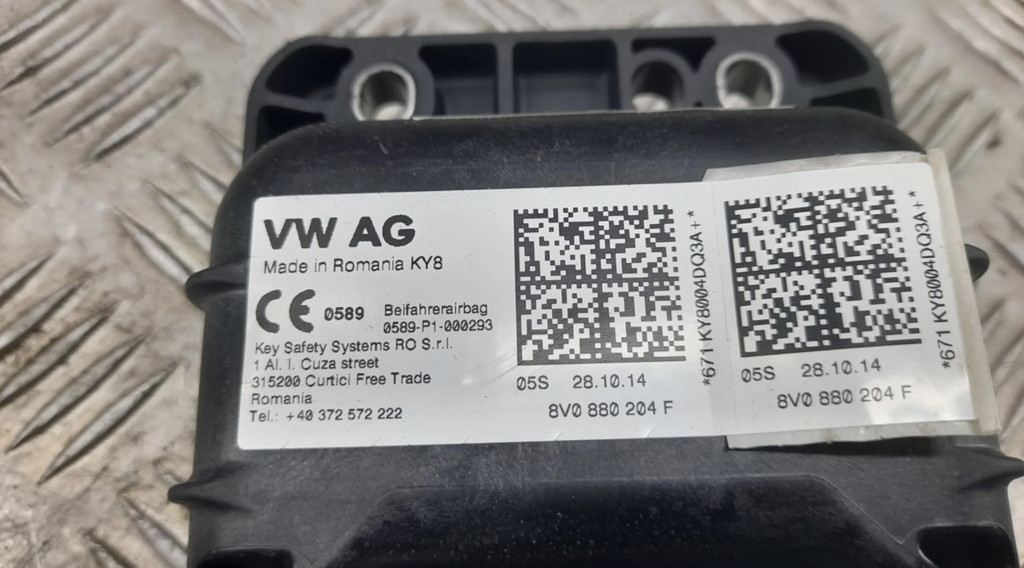 VW AG
Made in Romania KY8
CE 0589
Beifahrerairbag
0589-P1-000293
Key Safety Systems RO S.r.l.
1 Al. I. Cuza street
315200 Curtici Free Trade
Romania
Tel.: +40 372 572 222
*671 KY8004DQ3A+*
05S 28.10.14
8V0 880 204 F
*671 KY8004DQ3A+*
05S 28.10.14
8V0 880 204 F